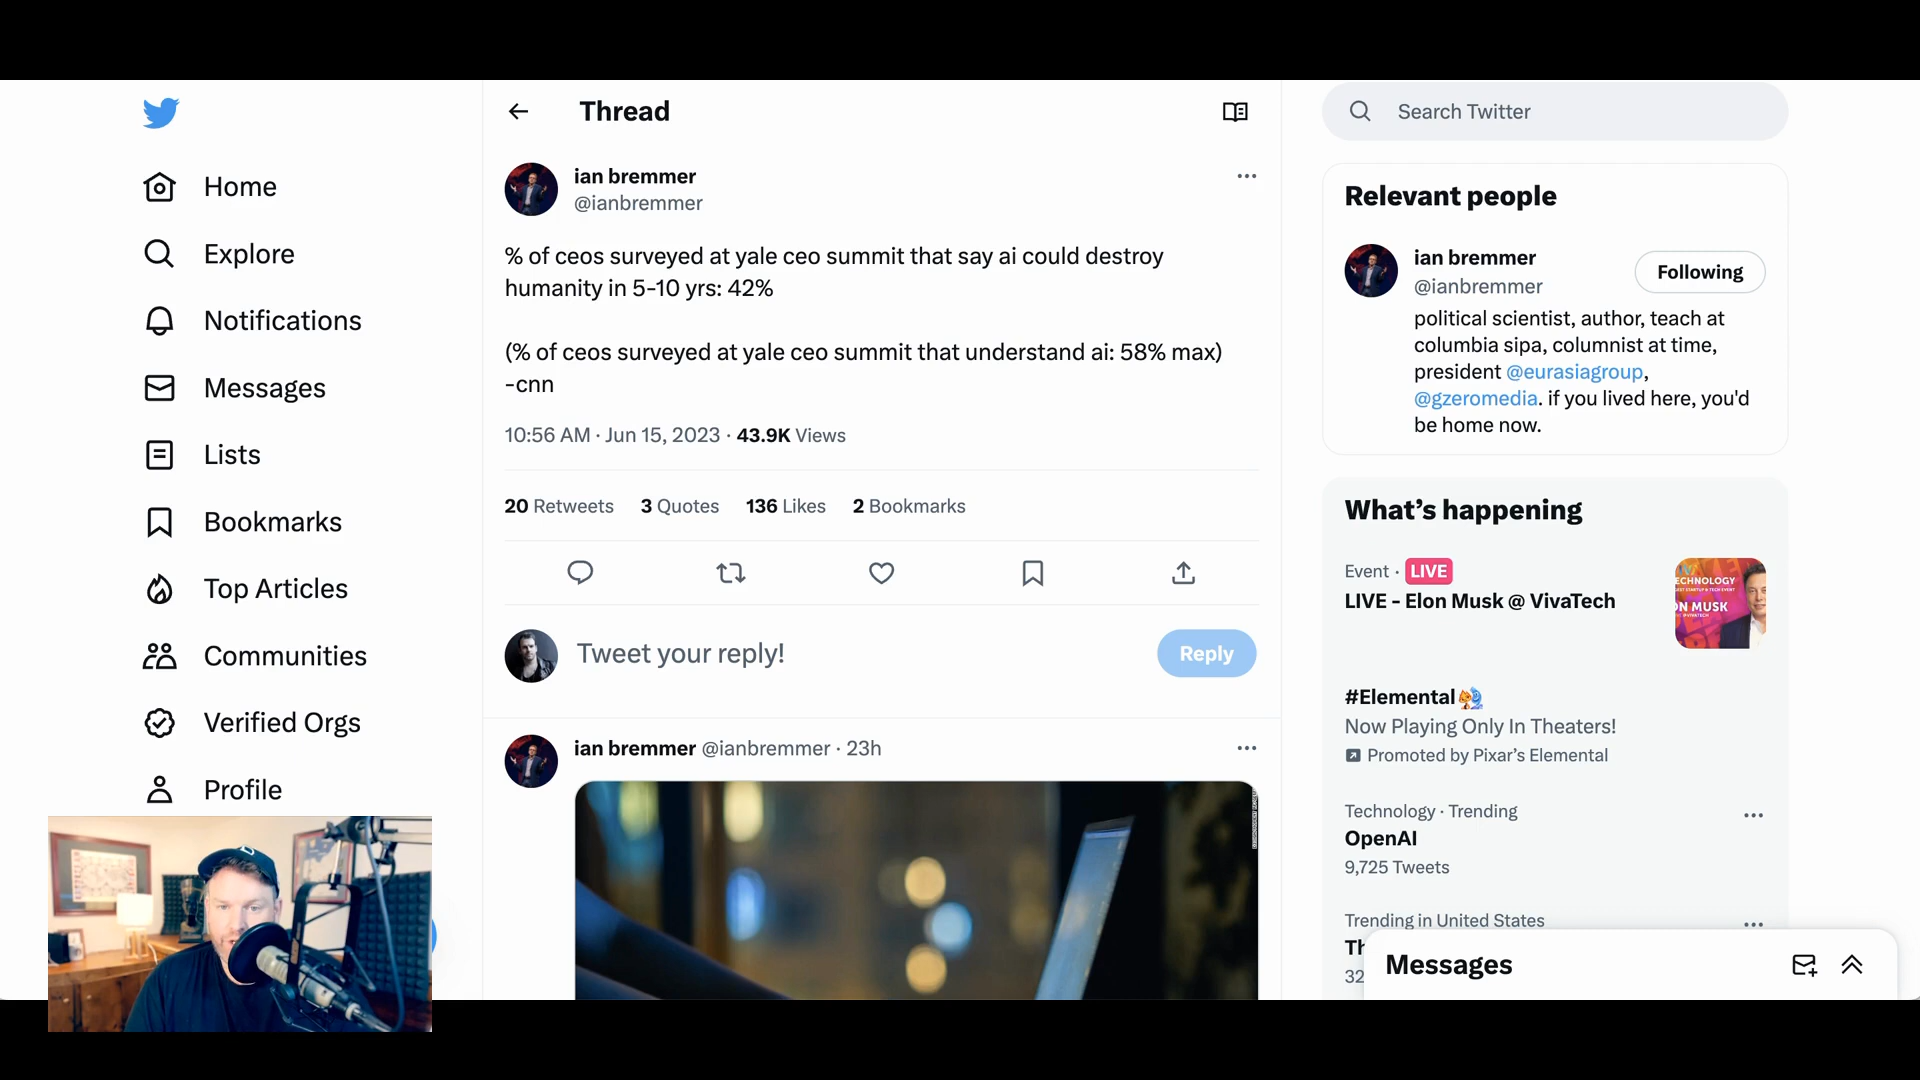 Thread
Search Twitter
Home
Explore
Notifications
Messages
Lists
Bookmarks
Top Articles
Communities
Verified Orgs
Profile
ian bremmer
@ianbremmer
% of ceos surveyed at yale ceo summit that say ai could destroy
humanity in 5-10 yrs: 42%
(% of ceos surveyed at yale ceo summit that understand ai: 58% max)
-cnn
10:56 AM · Jun 15, 2023 · 43.9K Views
20 Retweets 3 Quotes 136 Likes 2 Bookmarks
Tweet your reply!
Reply
ian bremmer @ianbremmer · 23h
Relevant people
ian bremmer
@ianbremmer
Following
political scientist, author, teach at
columbia sipa, columnist at time,
president @eurasiagroup,
@gzeromedia. if you lived here, you'd
be home now.
What's happening
Event · LIVE
LIVE - Elon Musk @ VivaTech
ECHNOLOGY
ON MUSK
#Elemental
Now Playing Only In Theaters!
Promoted by Pixar's Elemental
Technology · Trending
OpenAI
9,725 Tweets
Trending in United States
Th
32
Messages